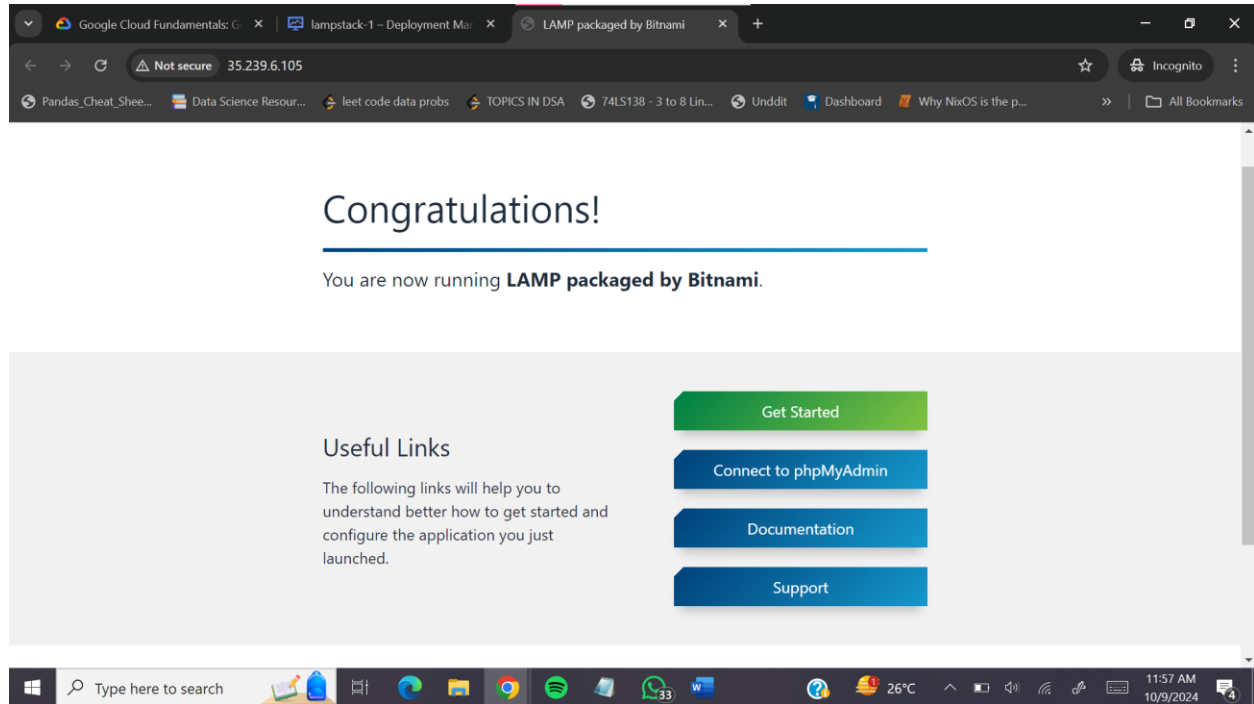 Google Cloud Fundamentals: G
lampstack-1 – Deployment Mac
LAMP packaged by Bitnami
Not secure 35.239.6.105
Incognito
Pandas_Cheat_Shee...
Data Science Resour...
leet code data probs
TOPICS IN DSA
74LS138 - 3 to 8 Lin...
Unddit
Dashboard
Why NixOS is the p...
All Bookmarks
Congratulations!
You are now running LAMP packaged by Bitnami.
Useful Links
The following links will help you to
understand better how to get started and
configure the application you just
launched.
Get Started
Connect to phpMyAdmin
Documentation
Support
Type here to search
33
26°C
11:57 AM
10/9/2024
4